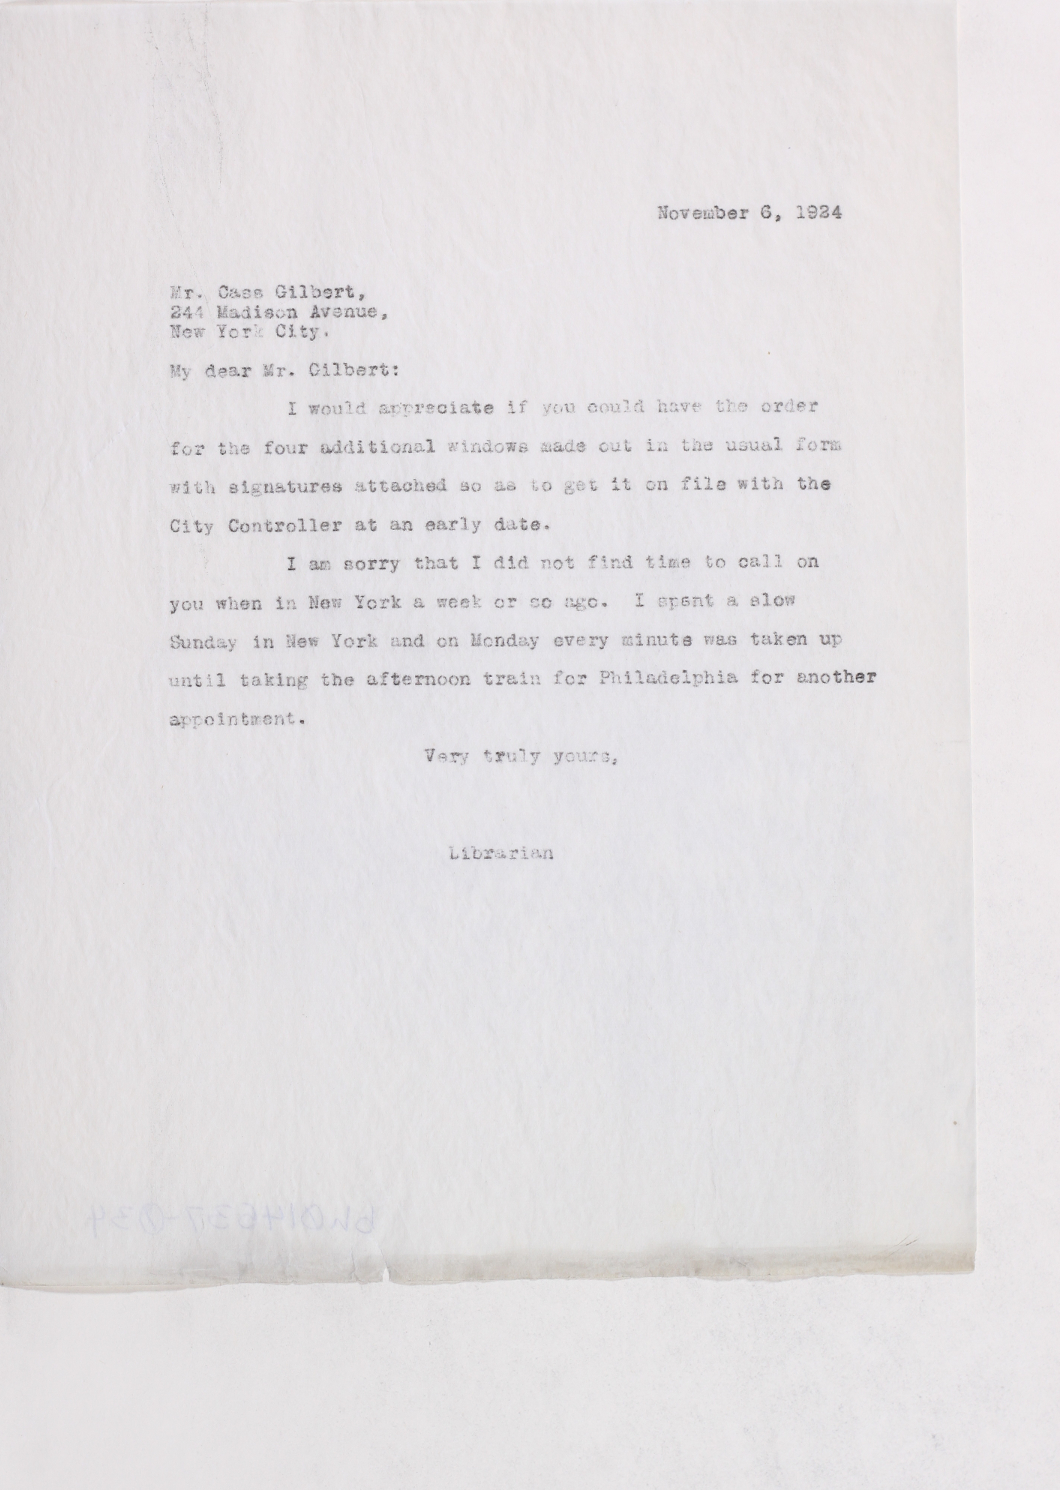 November 6, 1924
Mr. Cass Gilbert,
244 Madison Avenue,
New York City.
My dear Mr. Gilbert:
I would appreciate if you could have the order
for the four additional windows made out in the usual form
with signatures attached so as to get it on file with the
City Controller at an early date.
I am sorry that I did not find time to call on
you when in New York a week or so ago. I spent a slow
Sunday in New York and on Monday every minute was taken up
until taking the afternoon train for Philadelphia for another
appointment.
Very truly yours,
Librarian